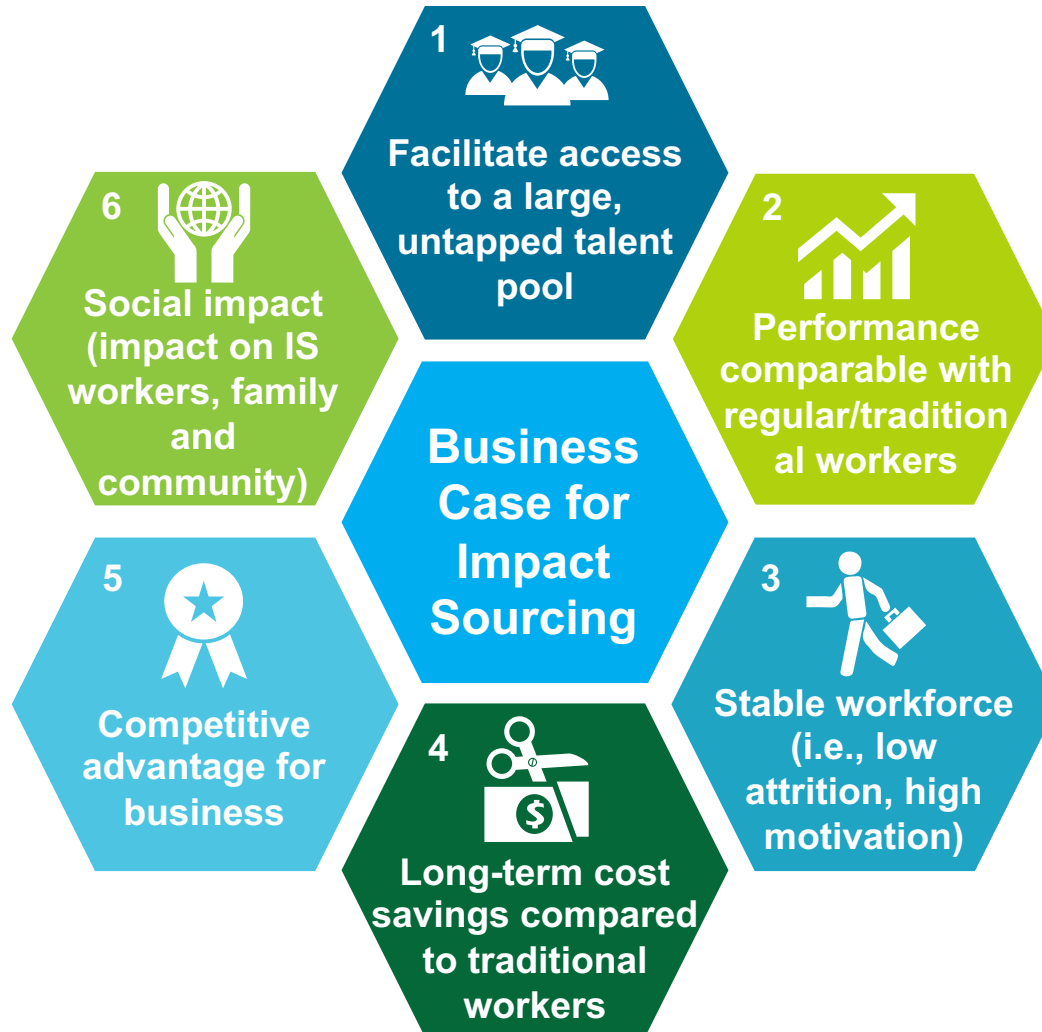 1
Facilitate access
to a large,
untapped talent
pool
2
Performance
comparable with
regular/tradition
al workers
3
Stable workforce
(i.e., low
attrition, high
motivation)
4
$
Long-term cost
savings compared
to traditional
workers
5
Competitive
advantage for
business
6
Social impact
(impact on IS
workers, family
and
community)
Business
Case for
Impact
Sourcing